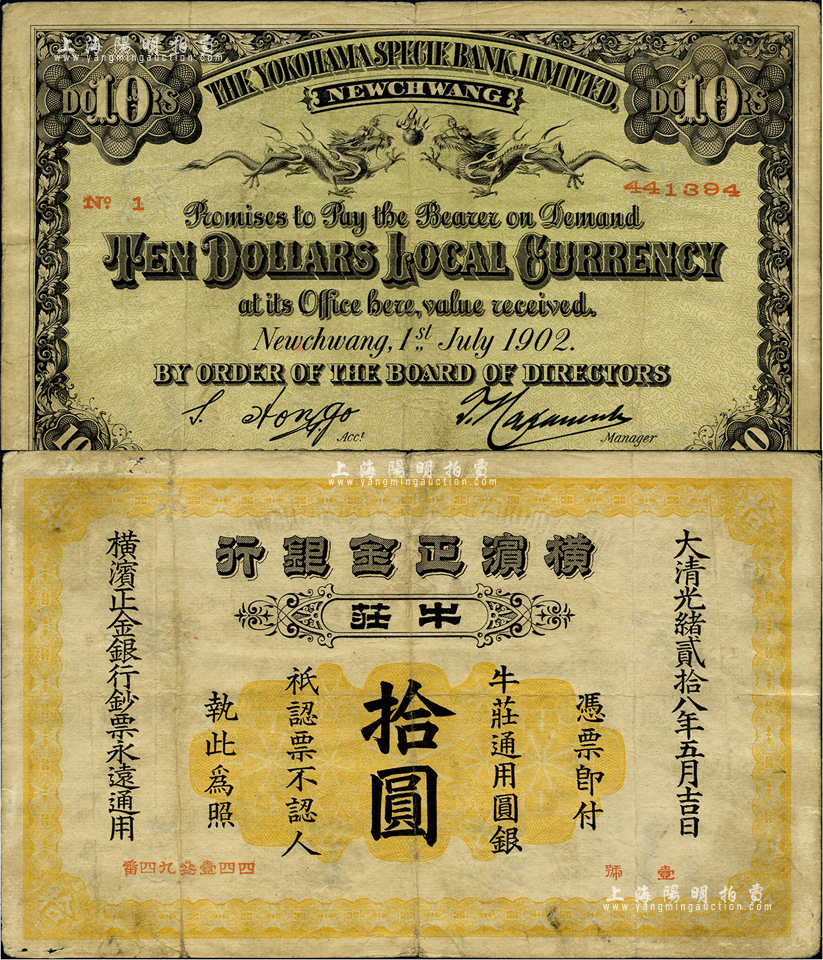 上海陽明拍賣
www.yangmingauction.com
THE YOKOHAMA SPECIE BANK, LIMITED,
NEWCHWANG
DO10RS
DO10RS
No 1
441394
Promises to Pay the Bearer on Demand
TEN DOLLARS LOCAL CURRENCY
at its Office here, value received.
Newchwang, 1st July 1902.
BY ORDER OF THE BOARD OF DIRECTORS
Acct
Manager
10
10
上海陽明拍賣
www.yangmingauction.com
行銀金正濱橫
莊牛
大清光緒貳拾八年五月吉日
憑票即付
牛莊通用圓銀
拾圓
祇認票不認人
執此爲照
橫濱正金銀行鈔票永遠通用
番四九叁壹四四
號 壹
上海陽明拍賣
www.yangmingauction.com